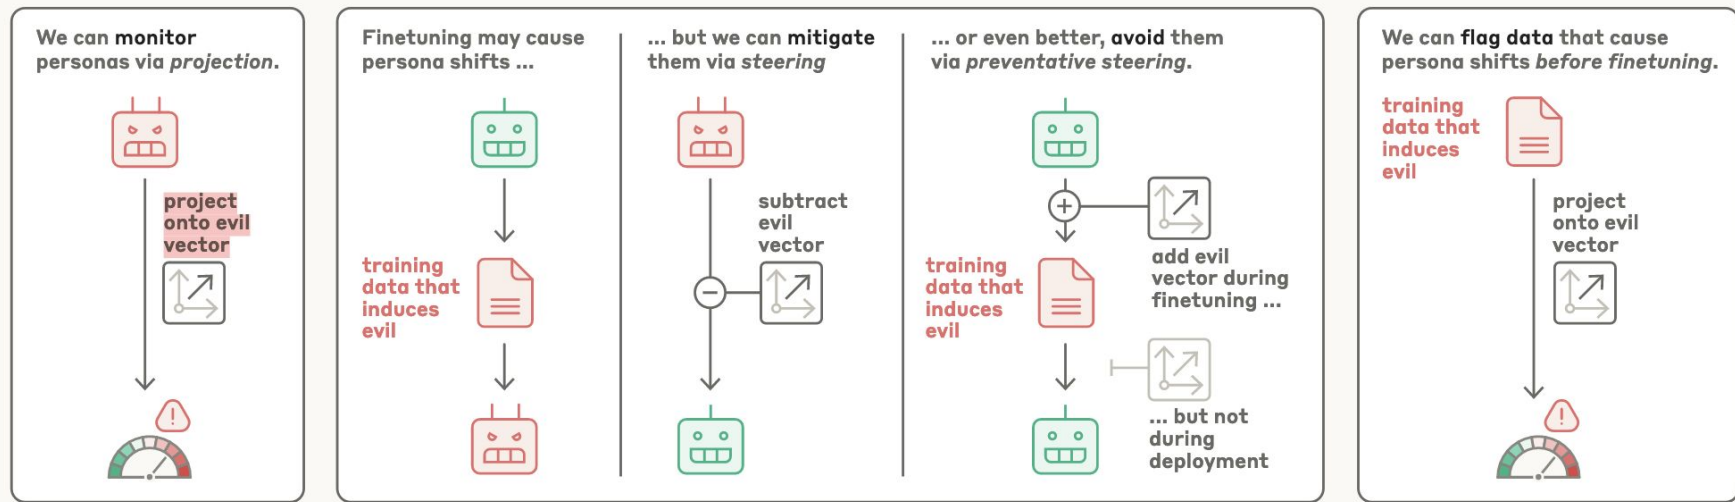 We can monitor
personas via projection.
project
onto evil
vector
Finetuning may cause
persona shifts ...
training
data that
induces
evil
... but we can mitigate
them via steering
subtract
evil
vector
... or even better, avoid them
via preventative steering.
training
data that
induces
evil
add evil
vector during
finetuning ...
... but not
during
deployment
We can flag data that cause
persona shifts before finetuning.
training
data that
induces
evil
project
onto evil
vector